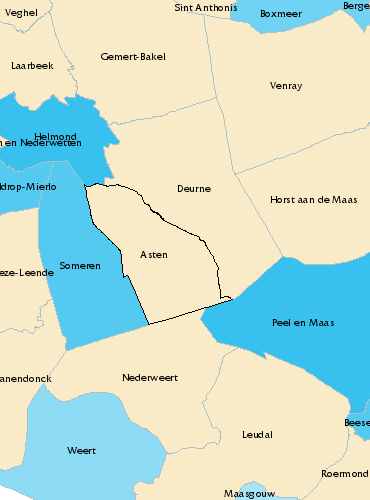 Sint Anthonis
Berge
Veghel
Boxmeer
Gemert-Bakel
Laarbeek
Venray
Helmond
n en Nederwetten
ldrop-Mierlo
Deurne
Horst aan de Maas
Asten
Someren
eze-Leende
Peel en Maas
anendonck
Nederweert
Beese
Leudal
Weert
Roermond
Maasgouw